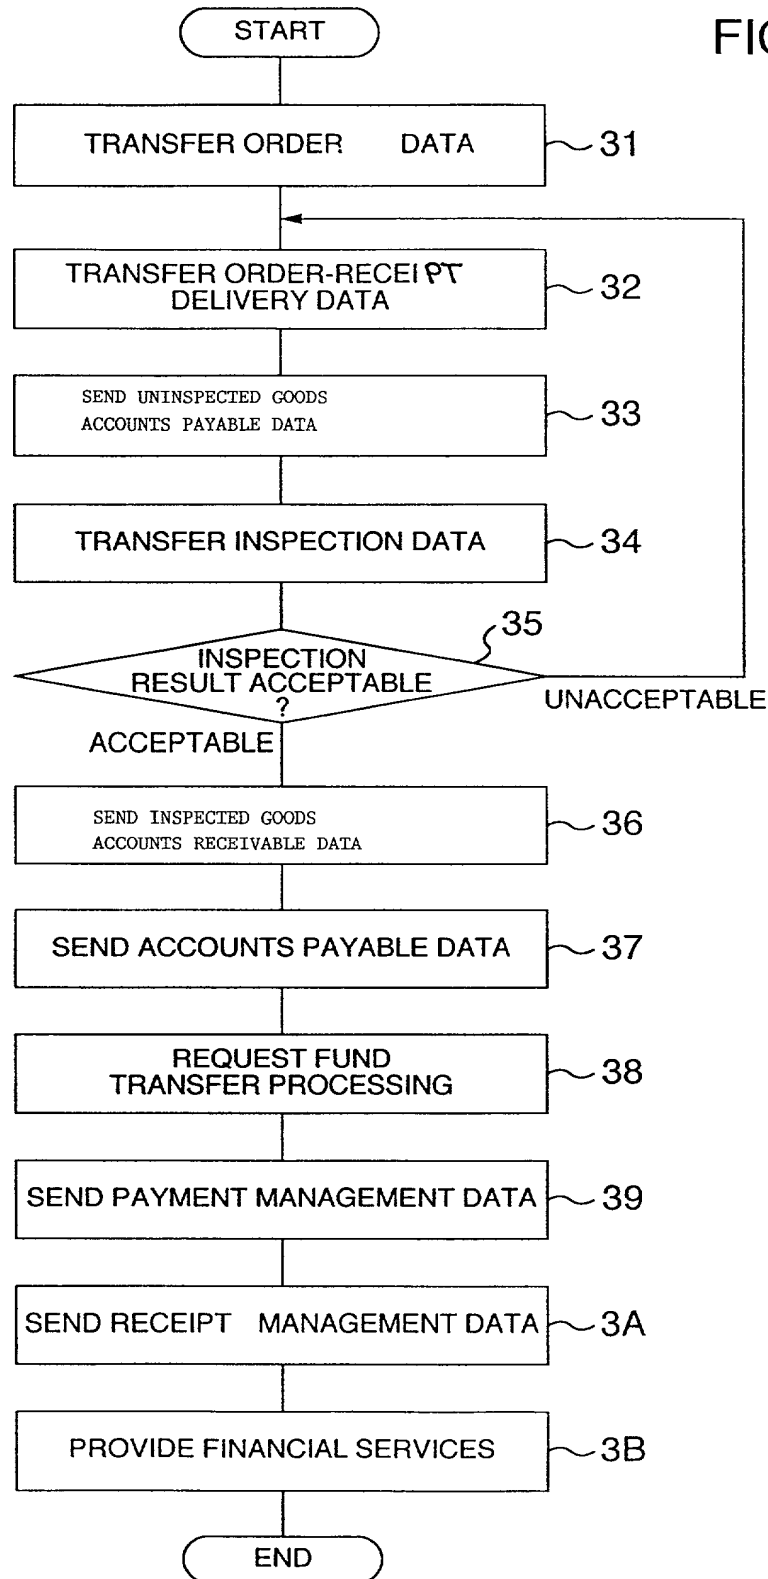 START
FIG
TRANSFER ORDER DATA
31
TRANSFER ORDER-RECEIPT
DELIVERY DATA
32
SEND UNINSPECTED GOODS
ACCOUNTS PAYABLE DATA
33
TRANSFER INSPECTION DATA
34
35
INSPECTION
RESULT ACCEPTABLE
?
UNACCEPTABLE
ACCEPTABLE
SEND INSPECTED GOODS
ACCOUNTS RECEIVABLE DATA
36
SEND ACCOUNTS PAYABLE DATA
37
REQUEST FUND
TRANSFER PROCESSING
38
SEND PAYMENT MANAGEMENT DATA
39
SEND RECEIPT MANAGEMENT DATA
3A
PROVIDE FINANCIAL SERVICES
3B
END